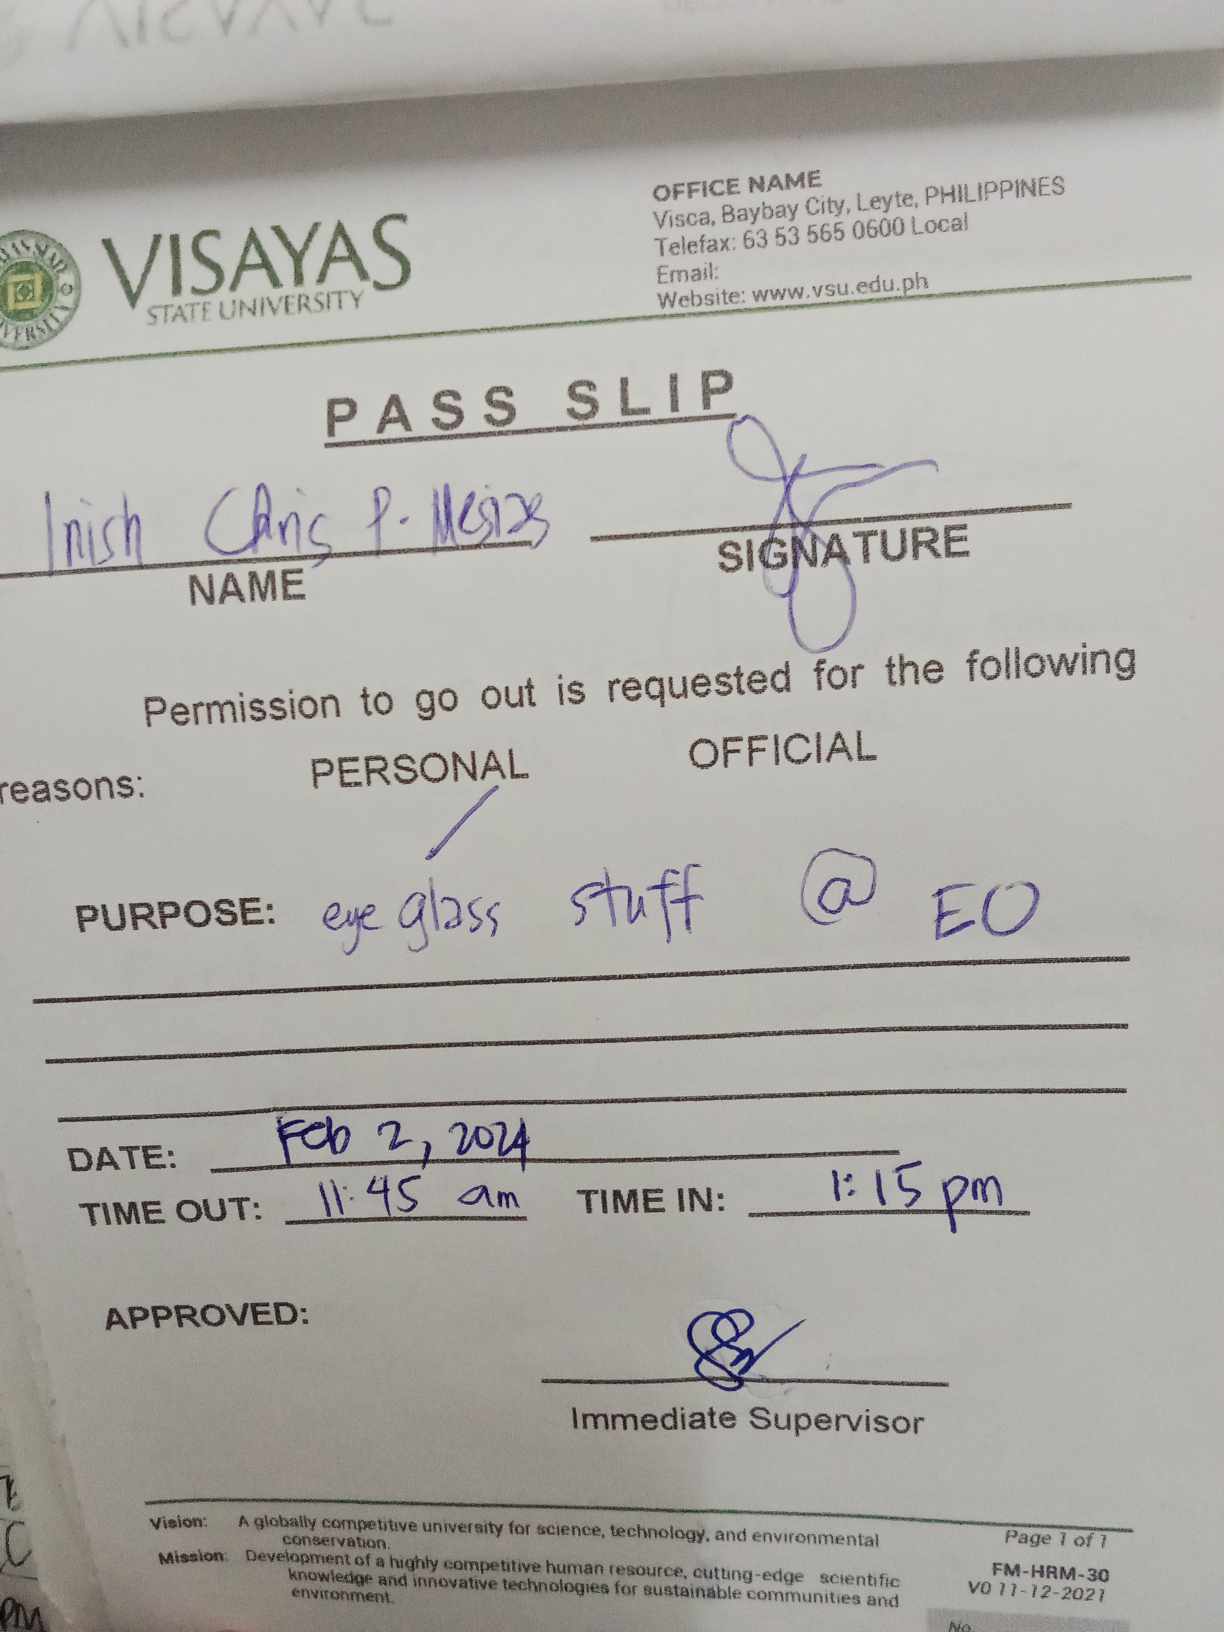 VISAYAS
STATE UNIVERSITY
OFFICE NAME
Visca, Baybay City, Leyte, PHILIPPINES
Telefax: 63 53 565 0600 Local
Email:
Website: www.vsu.edu.ph
PASS SLIP
Inish Chris P. Mesias
NAME
SIGNATURE
Permission to go out is requested for the following
reasons: PERSONAL OFFICIAL
PURPOSE: eye glass stuff @ EO
DATE: Feb 2, 2024
TIME OUT: 11:45 am TIME IN: 1:15 pm
APPROVED:
Immediate Supervisor
Vision: A globally competitive university for science, technology, and environmental
conservation.
Mission: Development of a highly competitive human resource, cutting-edge scientific
knowledge and innovative technologies for sustainable communities and
environment.
Page 1 of 1
FM-HRM-30
V0 11-12-2021
No.
PM